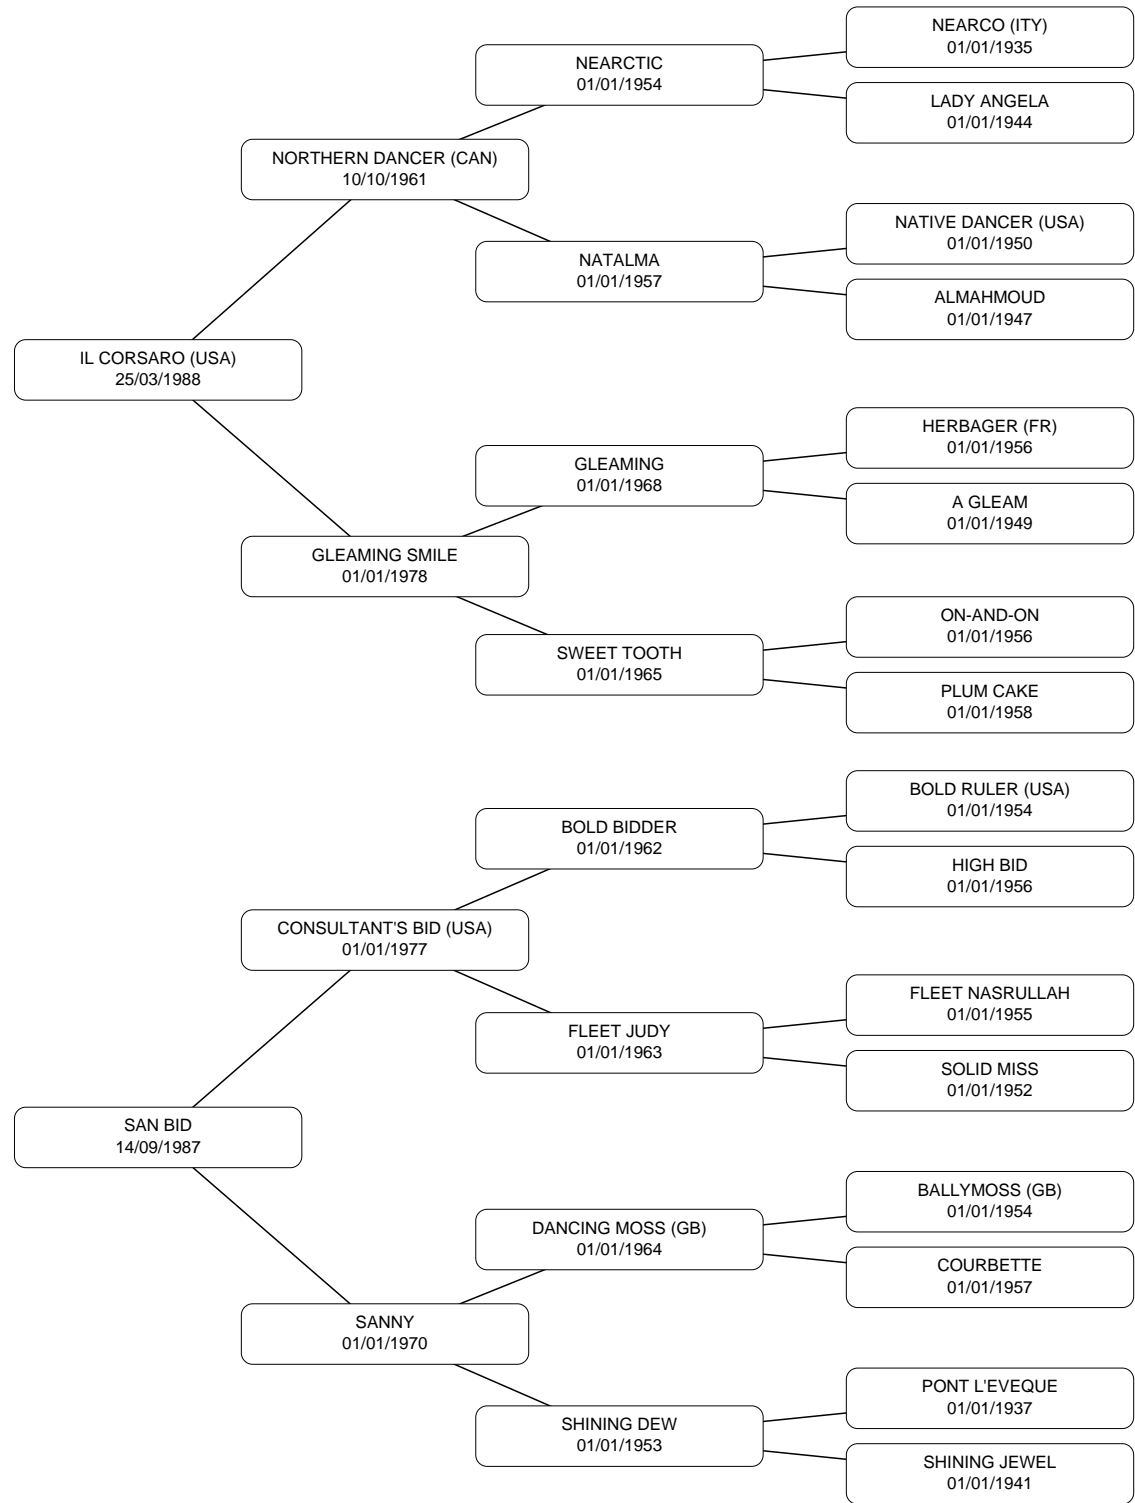 NEARCO (ITY)
01/01/1935
NEARCTIC
01/01/1954
LADY ANGELA
01/01/1944
NORTHERN DANCER (CAN)
10/10/1961
NATIVE DANCER (USA)
01/01/1950
NATALMA
01/01/1957
ALMAHMOUD
01/01/1947
IL CORSARO (USA)
25/03/1988
HERBAGER (FR)
01/01/1956
GLEAMING
01/01/1968
A GLEAM
01/01/1949
GLEAMING SMILE
01/01/1978
ON-AND-ON
01/01/1956
SWEET TOOTH
01/01/1965
PLUM CAKE
01/01/1958
BOLD RULER (USA)
01/01/1954
BOLD BIDDER
01/01/1962
HIGH BID
01/01/1956
CONSULTANT'S BID (USA)
01/01/1977
FLEET NASRULLAH
01/01/1955
FLEET JUDY
01/01/1963
SOLID MISS
01/01/1952
SAN BID
14/09/1987
BALLYMOSS (GB)
01/01/1954
DANCING MOSS (GB)
01/01/1964
COURBETTE
01/01/1957
SANNY
01/01/1970
PONT L'EVEQUE
01/01/1937
SHINING DEW
01/01/1953
SHINING JEWEL
01/01/1941